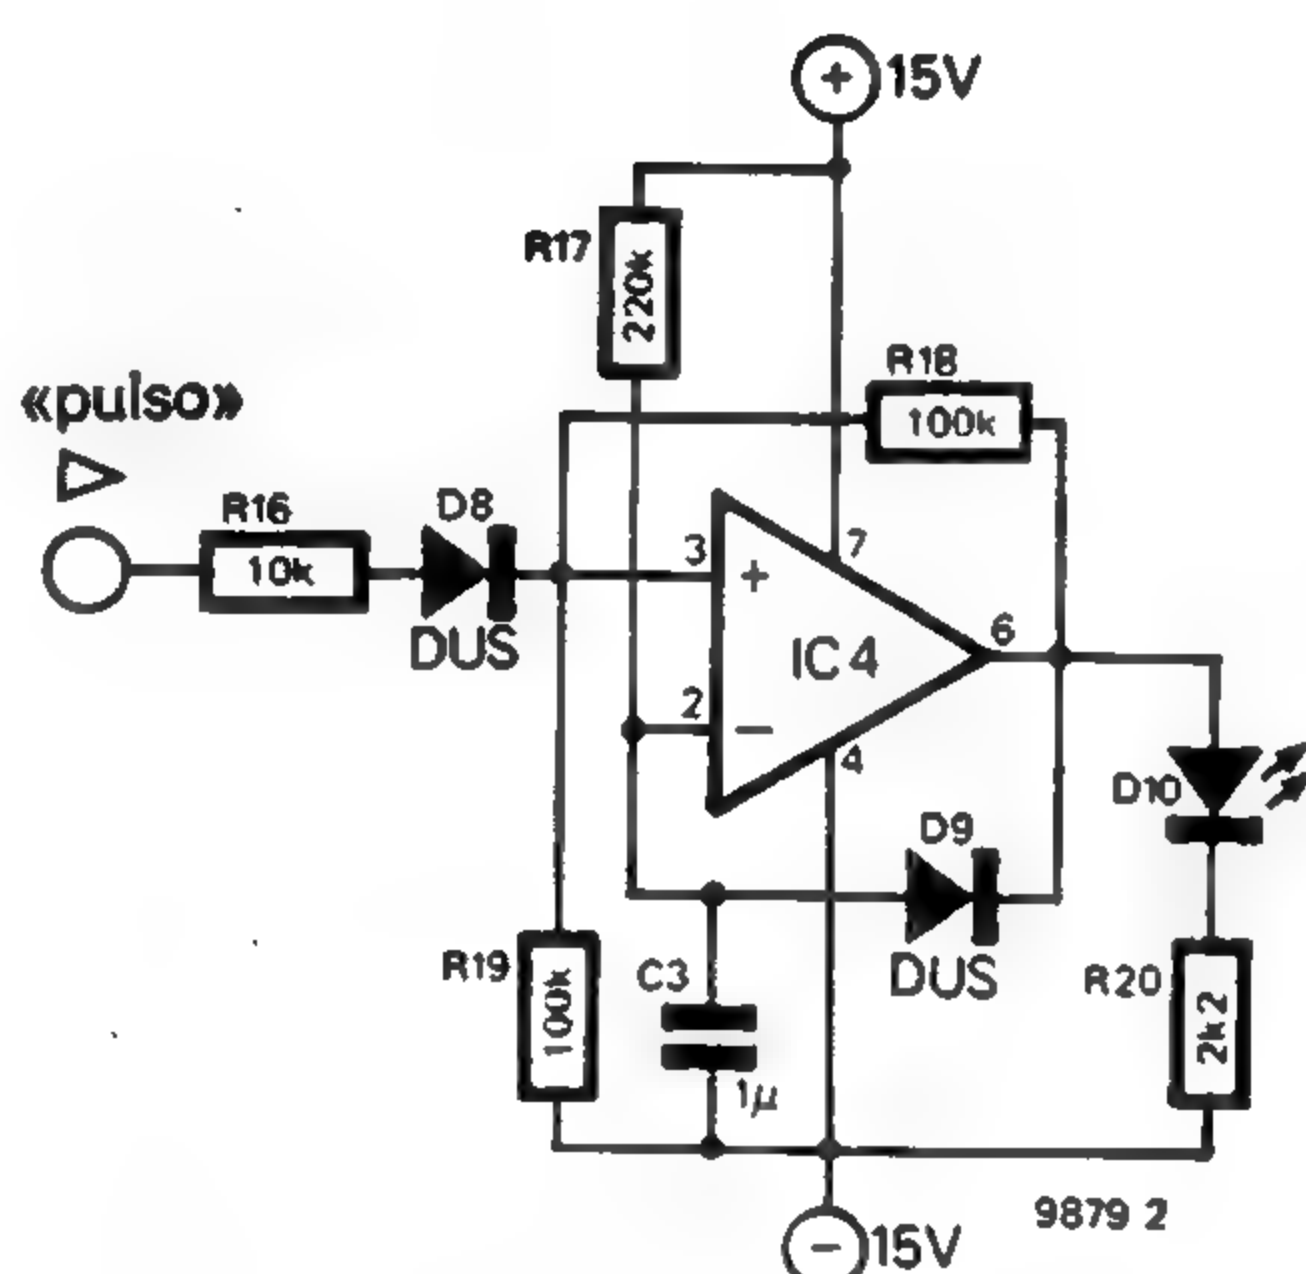 + 15V
R17
220k
R18
100k
«pulso»
R16
10k
D8
DUS
3
+
7
IC4
6
2
−
4
D10
D9
DUS
R19
100k
C3
1µ
R20
2k2
9879 2
− 15V